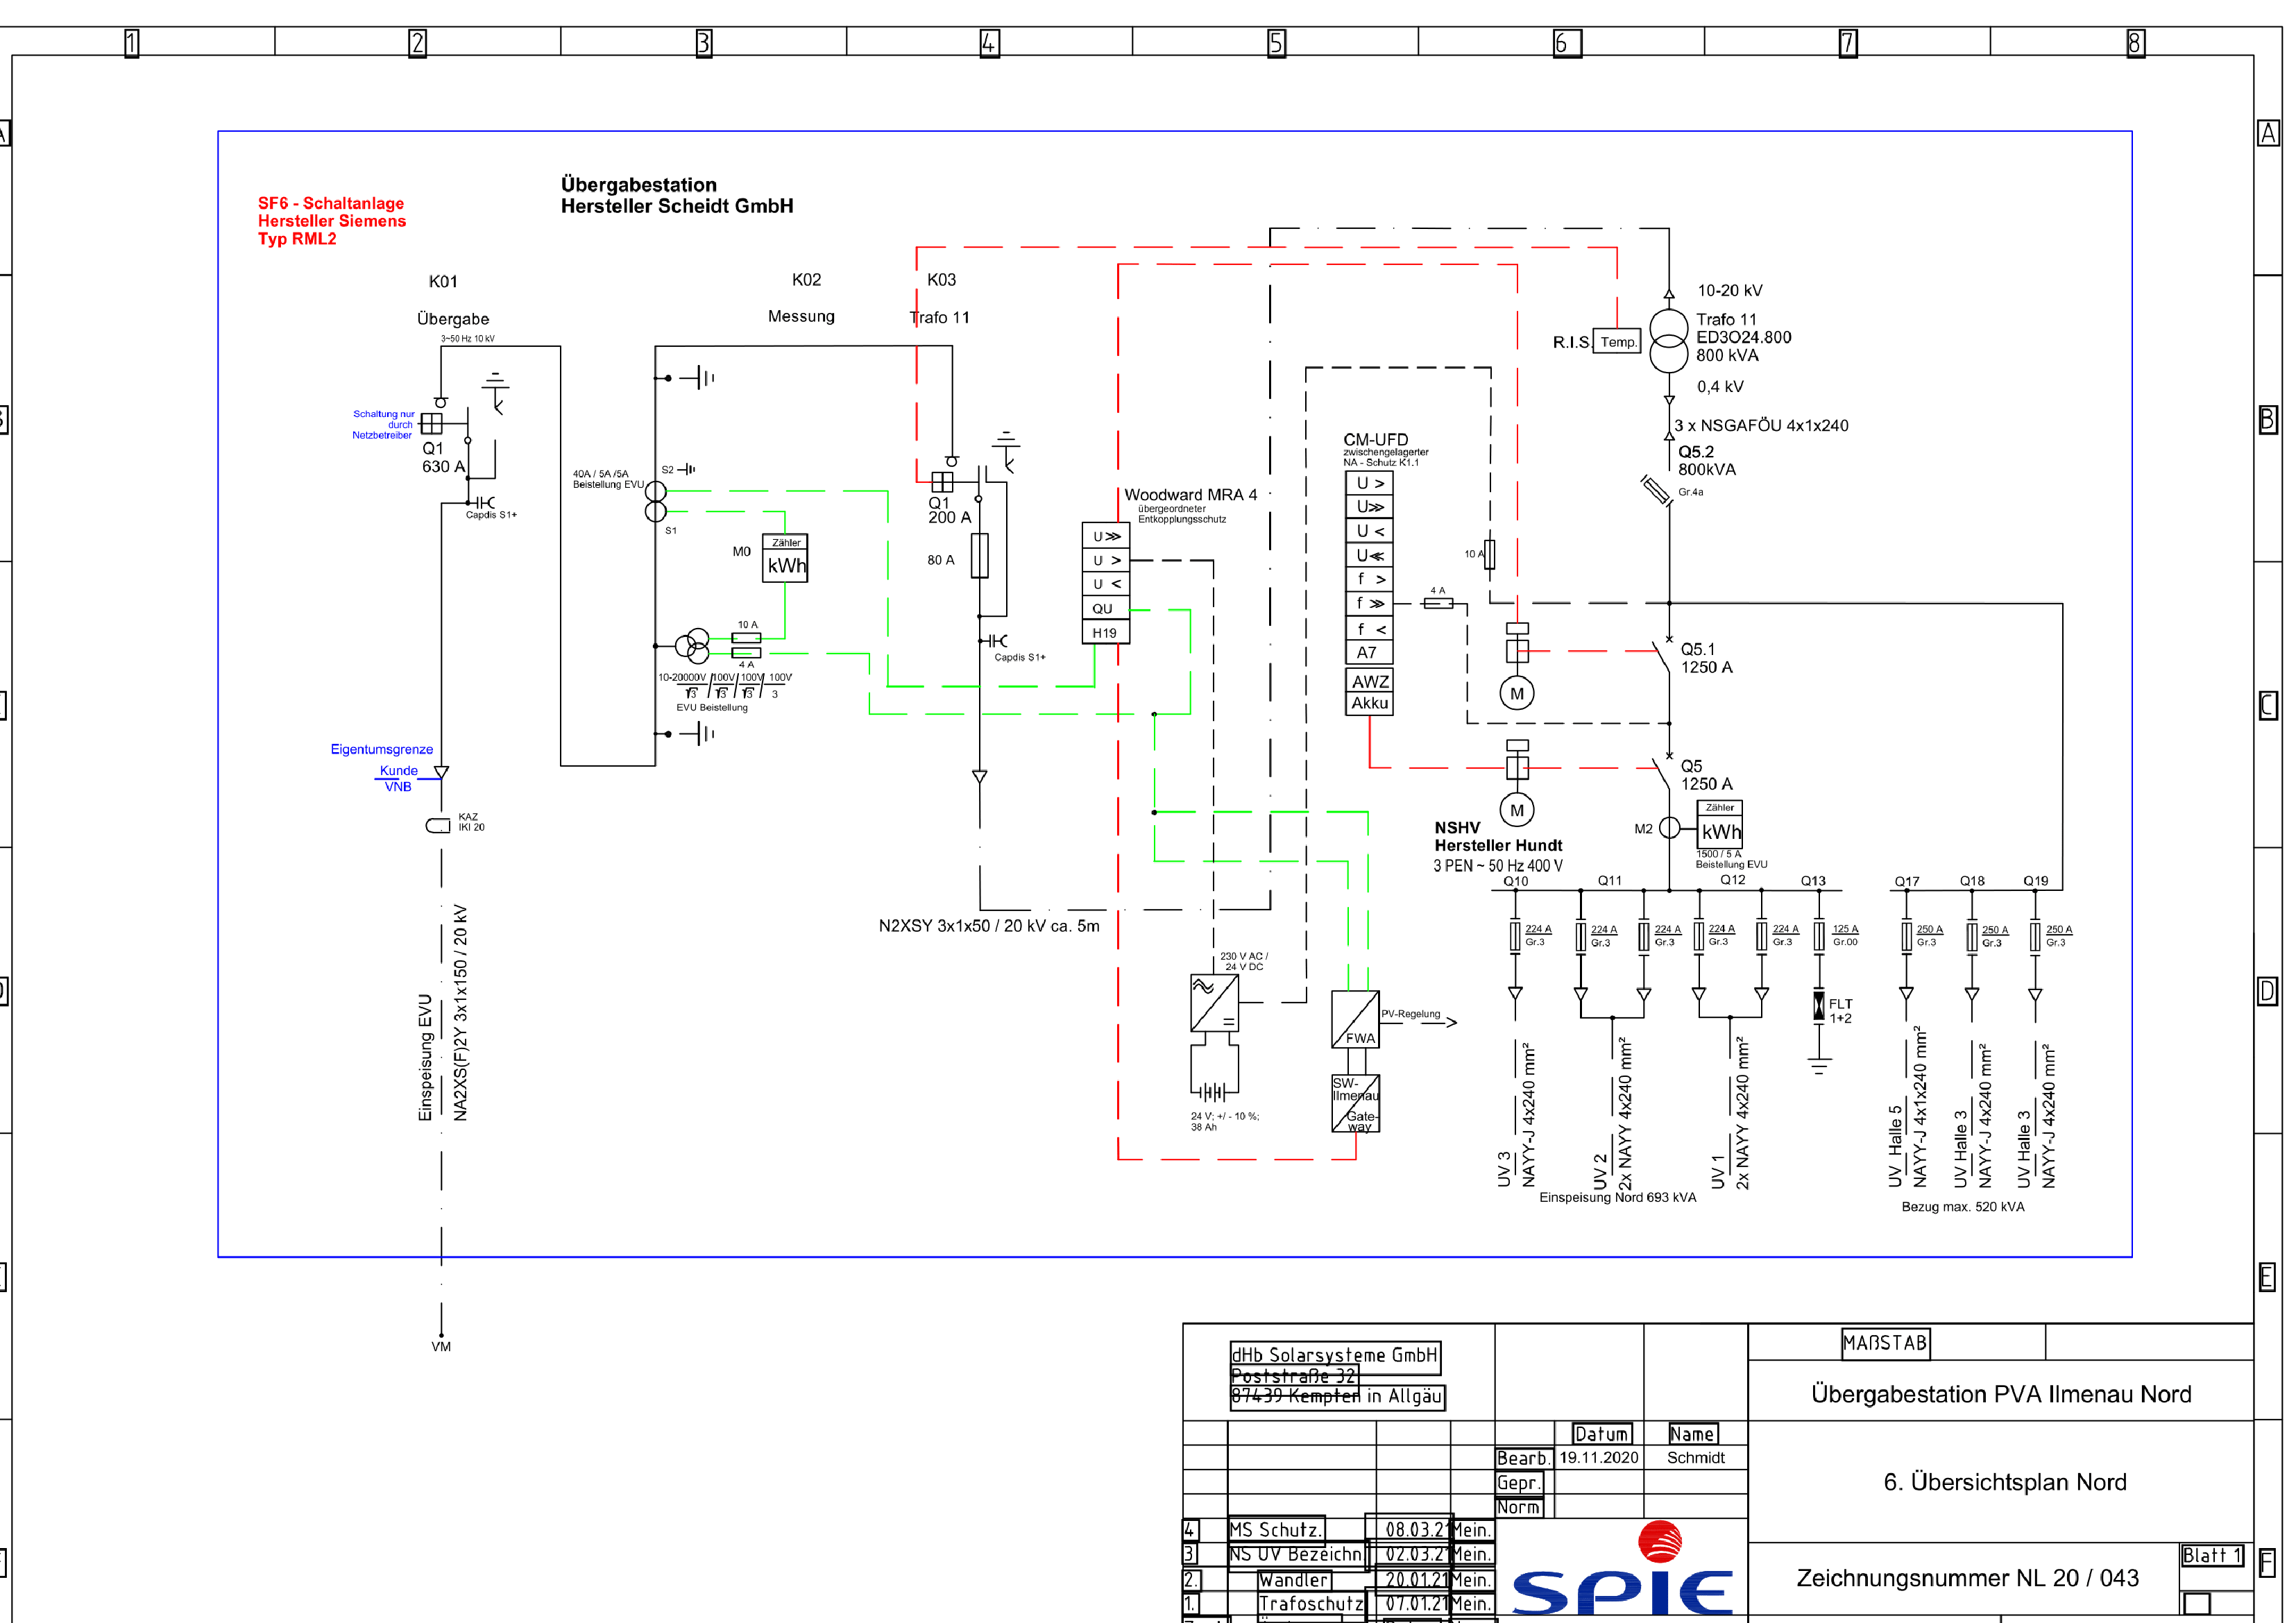 1
2
3
4
5
6
7
8
A
A
B
B
C
D
E
F
SF6 - Schaltanlage
Hersteller Siemens
Typ RML2
Übergabestation
Hersteller Scheidt GmbH
K01
Übergabe
3~50 Hz 10 kV
K02
Messung
K03
Trafo 11
Schaltung nur
durch
Netzbetreiber
Q1
630 A
Capdis S1+
40A / 5A /5A
Beistellung EVU
S2
S1
M0
Zähler
kWh
10 A
4 A
10-20000V / 100V / 100V / 100V
√3 √3 √3 3
EVU Beistellung
Q1
200 A
80 A
Capdis S1+
Eigentumsgrenze
Kunde
VNB
KAZ
IKI 20
Einspeisung EVU
NA2XS(F)2Y 3x1x150 / 20 kV
VM
N2XSY 3x1x50 / 20 kV ca. 5m
Woodward MRA 4
übergeordneter
Entkopplungsschutz
U ≫
U >
U <
QU
H19
CM-UFD
zwischengelagerter
NA - Schutz K1.1
U >
U≫
U <
U≪
f >
f ≫
f <
A7
AWZ
Akku
4 A
10 A
R.I.S.
Temp.
10-20 kV
Trafo 11
ED3O24.800
800 kVA
0,4 kV
3 x NSGAFÖU 4x1x240
Q5.2
800kVA
Gr.4a
Q5.1
1250 A
M
Q5
1250 A
M
M2
Zähler
kWh
1500 / 5 A
Beistellung EVU
NSHV
Hersteller Hundt
3 PEN ~ 50 Hz 400 V
Q10
Q11
Q12
Q13
Q17
Q18
Q19
224 A
Gr.3
224 A
Gr.3
224 A
Gr.3
224 A
Gr.3
224 A
Gr.3
125 A
Gr.00
250 A
Gr.3
250 A
Gr.3
250 A
Gr.3
FLT
1+2
230 V AC /
24 V DC
24 V; +/ - 10 %;
38 Ah
FWA
PV-Regelung
SW-
Ilmenau
Gate-
way
UV 3
NAYY-J 4x240 mm²
UV 2
2x NAYY 4x240 mm²
UV 1
2x NAYY 4x240 mm²
UV Halle 5
NAYY-J 4x1x240 mm²
UV Halle 3
NAYY-J 4x240 mm²
UV Halle 3
NAYY-J 4x240 mm²
Einspeisung Nord 693 kVA
Bezug max. 520 kVA
dHb Solarsysteme GmbH
Poststraße 32
87439 Kempten in Allgäu
MAßSTAB
Übergabestation PVA Ilmenau Nord
Datum Name
Bearb. 19.11.2020 Schmidt
Gepr.
Norm
6. Übersichtsplan Nord
4 MS Schutz. 08.03.21 Mein.
3 NS UV Bezeichn 02.03.21 Mein.
2. Wandler 20.01.21 Mein.
1. Trafoschutz 07.01.21 Mein.
SPIE
Zeichnungsnummer NL 20 / 043
Blatt 1